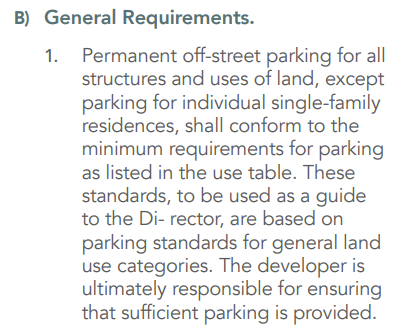 B) General Requirements.
1. Permanent off-street parking for all
structures and uses of land, except
parking for individual single-family
residences, shall conform to the
minimum requirements for parking
as listed in the use table. These
standards, to be used as a guide
to the Di- rector, are based on
parking standards for general land
use categories. The developer is
ultimately responsible for ensuring
that sufficient parking is provided.